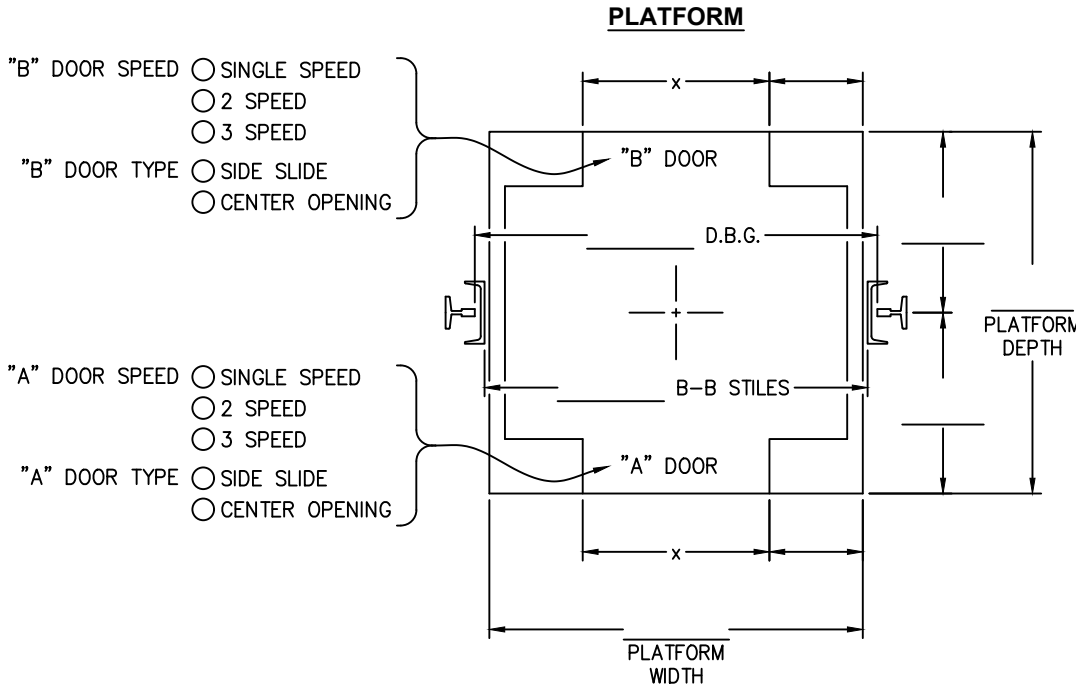 PLATFORM
"B" DOOR SPEED ○ SINGLE SPEED
○ 2 SPEED
○ 3 SPEED
"B" DOOR TYPE ○ SIDE SLIDE
○ CENTER OPENING
x
"B" DOOR
D.B.G.
PLATFORM
DEPTH
"A" DOOR SPEED ○ SINGLE SPEED
○ 2 SPEED
○ 3 SPEED
"A" DOOR TYPE ○ SIDE SLIDE
○ CENTER OPENING
B-B STILES
"A" DOOR
x
PLATFORM
WIDTH